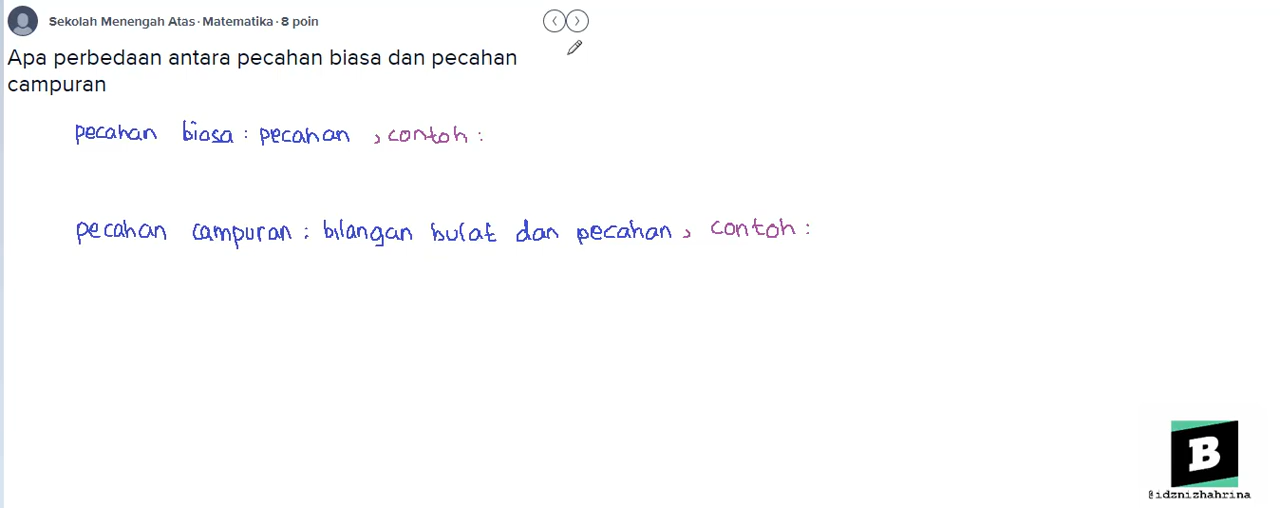 Sekolah Menengah Atas · Matematika · 8 poin
Apa perbedaan antara pecahan biasa dan pecahan
campuran
pecahan biasa : pecahan , contoh :
pecahan campuran : bilangan bulat dan pecahan , contoh :
B
@idznizhahrina